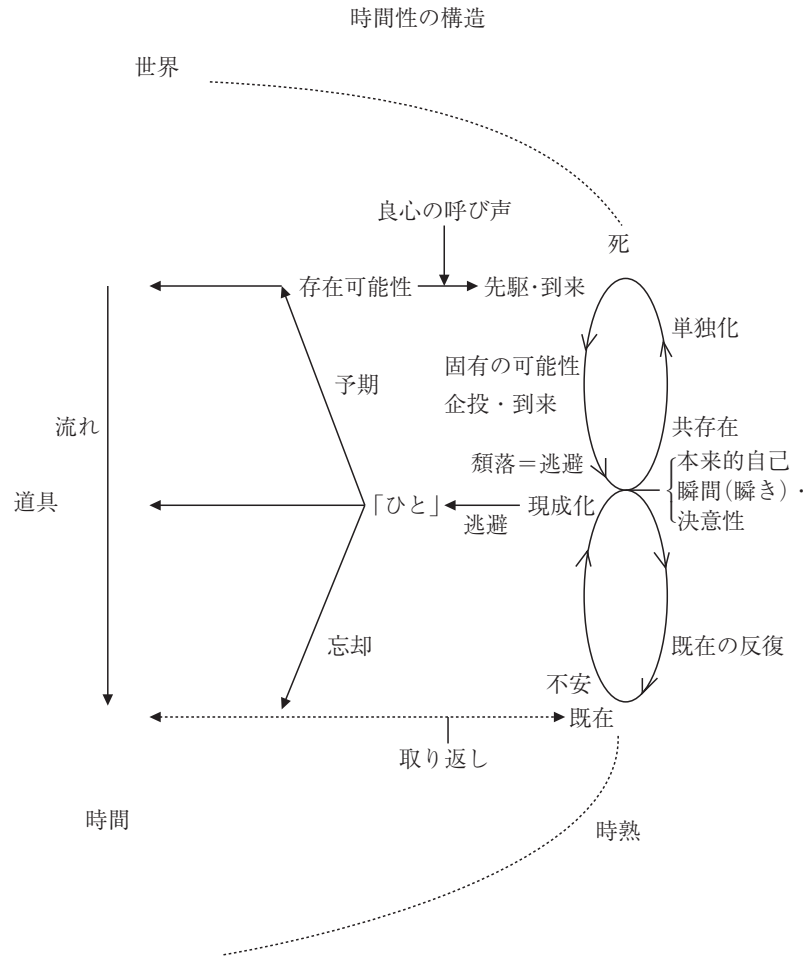 時間性の構造
世界
良心の呼び声
死
存在可能性
先駆・到来
単独化
固有の可能性
予期
企投・到来
流れ
共存在
頽落＝逃避
本来的自己
道具
「ひと」
現成化
瞬間(瞬き)・
逃避
決意性
忘却
既在の反復
不安
既在
取り返し
時間
時熟